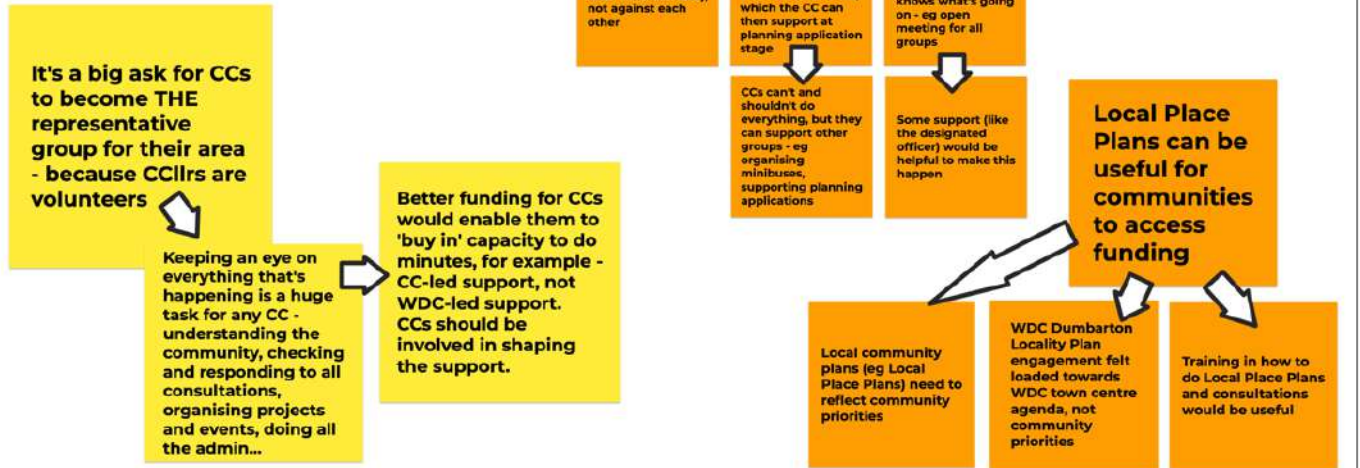 not against each
other
which the CC can
then support at
planning application
stage
knows what's going
on - eg open
meeting for all
groups
It's a big ask for CCs
to become THE
representative
group for their area
- because CCllrs are
volunteers
Keeping an eye on
everything that's
happening is a huge
task for any CC -
understanding the
community, checking
and responding to all
consultations,
organising projects
and events, doing all
the admin...
Better funding for CCs
would enable them to
'buy in' capacity to do
minutes, for example -
CC-led support, not
WDC-led support.
CCs should be
involved in shaping
the support.
CCs can't and
shouldn't do
everything, but they
can support other
groups - eg
organising
minibuses,
supporting planning
applications
Some support (like
the designated
officer) would be
helpful to make this
happen
Local Place
Plans can be
useful for
communities
to access
funding
Local community
plans (eg Local
Place Plans) need to
reflect community
priorities
WDC Dumbarton
Locality Plan
engagement felt
loaded towards
WDC town centre
agenda, not
community
priorities
Training in how to
do Local Place Plans
and consultations
would be useful